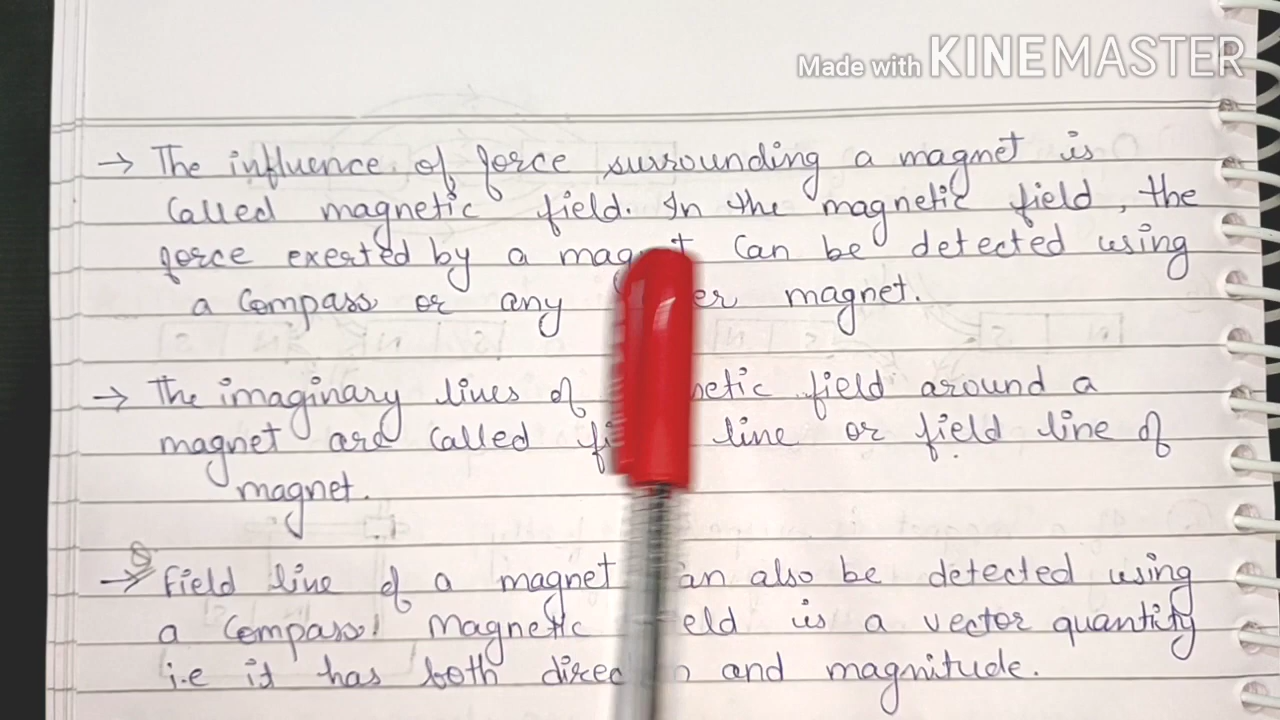 Made with KINEMASTER
→ The influence of force surrounding a magnet is
called magnetic field. In the magnetic field, the
force exerted by a magnet can be detected using
a compass or any magnet.
→ The imaginary lines of field around a
magnet are called line or field line of
magnet.
→ Field line of a magnet also be detected using
a compass. Magnetic is a vector quantity
i.e it has both and magnitude.